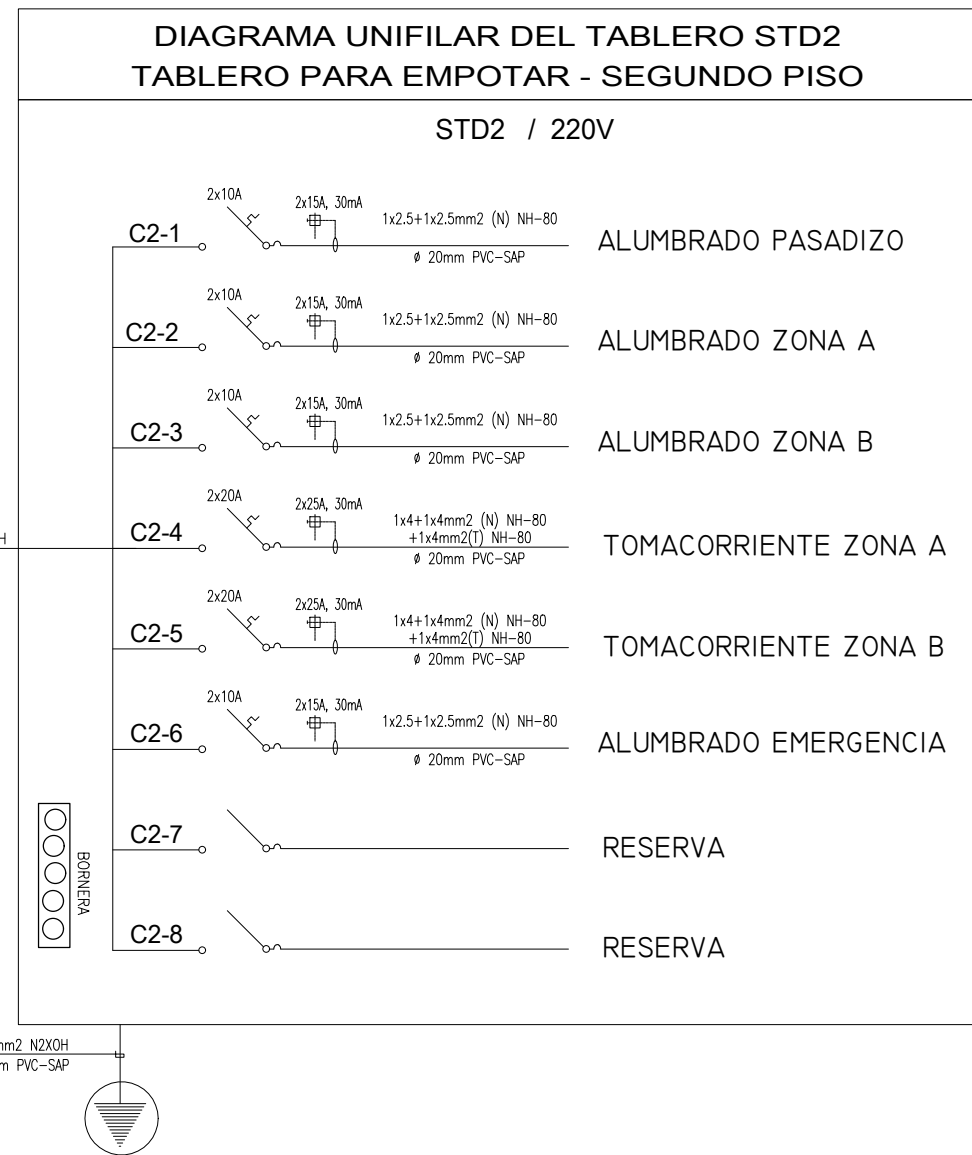 DIAGRAMA UNIFILAR DEL TABLERO STD2
TABLERO PARA EMPOTAR - SEGUNDO PISO
STD2 / 220V
C2-1
2x10A
2x15A, 30mA
1x2.5+1x2.5mm2 (N) NH-80
ø 20mm PVC-SAP
ALUMBRADO PASADIZO
C2-2
2x10A
2x15A, 30mA
1x2.5+1x2.5mm2 (N) NH-80
ø 20mm PVC-SAP
ALUMBRADO ZONA A
C2-3
2x10A
2x15A, 30mA
1x2.5+1x2.5mm2 (N) NH-80
ø 20mm PVC-SAP
ALUMBRADO ZONA B
H
C2-4
2x20A
2x25A, 30mA
1x4+1x4mm2 (N) NH-80
+1x4mm2(T) NH-80
ø 20mm PVC-SAP
TOMACORRIENTE ZONA A
C2-5
2x20A
2x25A, 30mA
1x4+1x4mm2 (N) NH-80
+1x4mm2(T) NH-80
ø 20mm PVC-SAP
TOMACORRIENTE ZONA B
C2-6
2x10A
2x15A, 30mA
1x2.5+1x2.5mm2 (N) NH-80
ø 20mm PVC-SAP
ALUMBRADO EMERGENCIA
C2-7
RESERVA
BORNERA
C2-8
RESERVA
mm2 N2XOH
m PVC-SAP